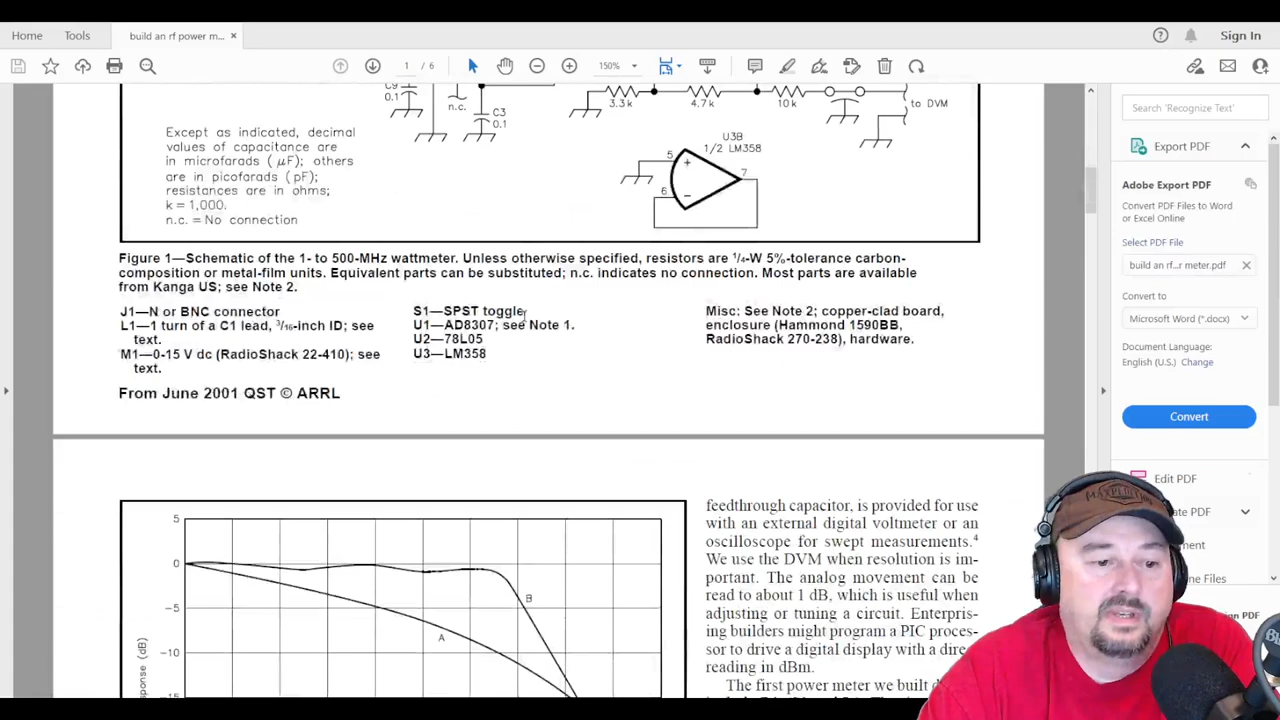 Home
Tools
build an rf power m... ×
Sign In
1 / 6
150%
C9
0.1
n.c.
C3
0.1
3.3 k
4.7 k
10 k
to DVM
U3B
1/2 LM358
5
+
7
6
−
Except as indicated, decimal
values of capacitance are
in microfarads ( µF); others
are in picofarads ( pF);
resistances are in ohms;
k = 1,000.
n.c. = No connection
Figure 1—Schematic of the 1- to 500-MHz wattmeter. Unless otherwise specified, resistors are 1/4-W 5%-tolerance carbon-
composition or metal-film units. Equivalent parts can be substituted; n.c. indicates no connection. Most parts are available
from Kanga US; see Note 2.
J1—N or BNC connector
L1—1 turn of a C1 lead, 3/16-inch ID; see
text.
M1—0-15 V dc (RadioShack 22-410); see
text.
S1—SPST toggle
U1—AD8307; see Note 1.
U2—78L05
U3—LM358
Misc: See Note 2; copper-clad board,
enclosure (Hammond 1590BB,
RadioShack 270-238), hardware.
From June 2001 QST © ARRL
5
0
−5
−10
−15
B
A
feedthrough capacitor, is provided for use
with an external digital voltmeter or an
oscilloscope for swept measurements.4
We use the DVM when resolution is im-
portant. The analog movement can be
read to about 1 dB, which is useful when
adjusting or tuning a circuit. Enterpris-
ing builders might program a PIC proces-
sor to drive a digital display with a
reading in dBm.
The first power meter we built
Search 'Recognize Text'
Export PDF
Adobe Export PDF
Convert PDF Files to Word
or Excel Online
Select PDF File
build an rf...r meter.pdf ×
Convert to
Microsoft Word (*.docx)
Document Language:
English (U.S.) Change
Convert
Edit PDF
PDF
MAXPEDITION